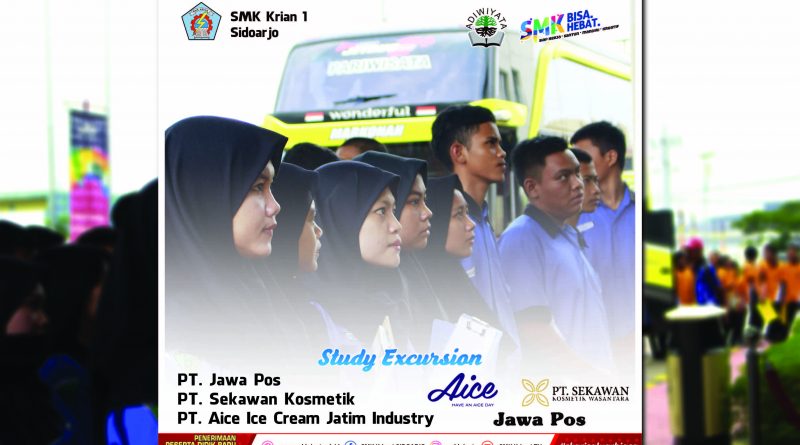 SMK Krian 1
Sidoarjo
ADIWIYATA
SMK BISA.
HEBAT.
PARIWISATA
wonderful
MARKONAH
Study Excursion
PT. Jawa Pos
PT. Sekawan Kosmetik
PT. Aice Ice Cream Jatim Industry
Aice
HAVE AN AICE DAY
PT. SEKAWAN
KOSMETIK WASANTARA
Jawa Pos
PENERIMAAN
PESERTA DIDIK BARU